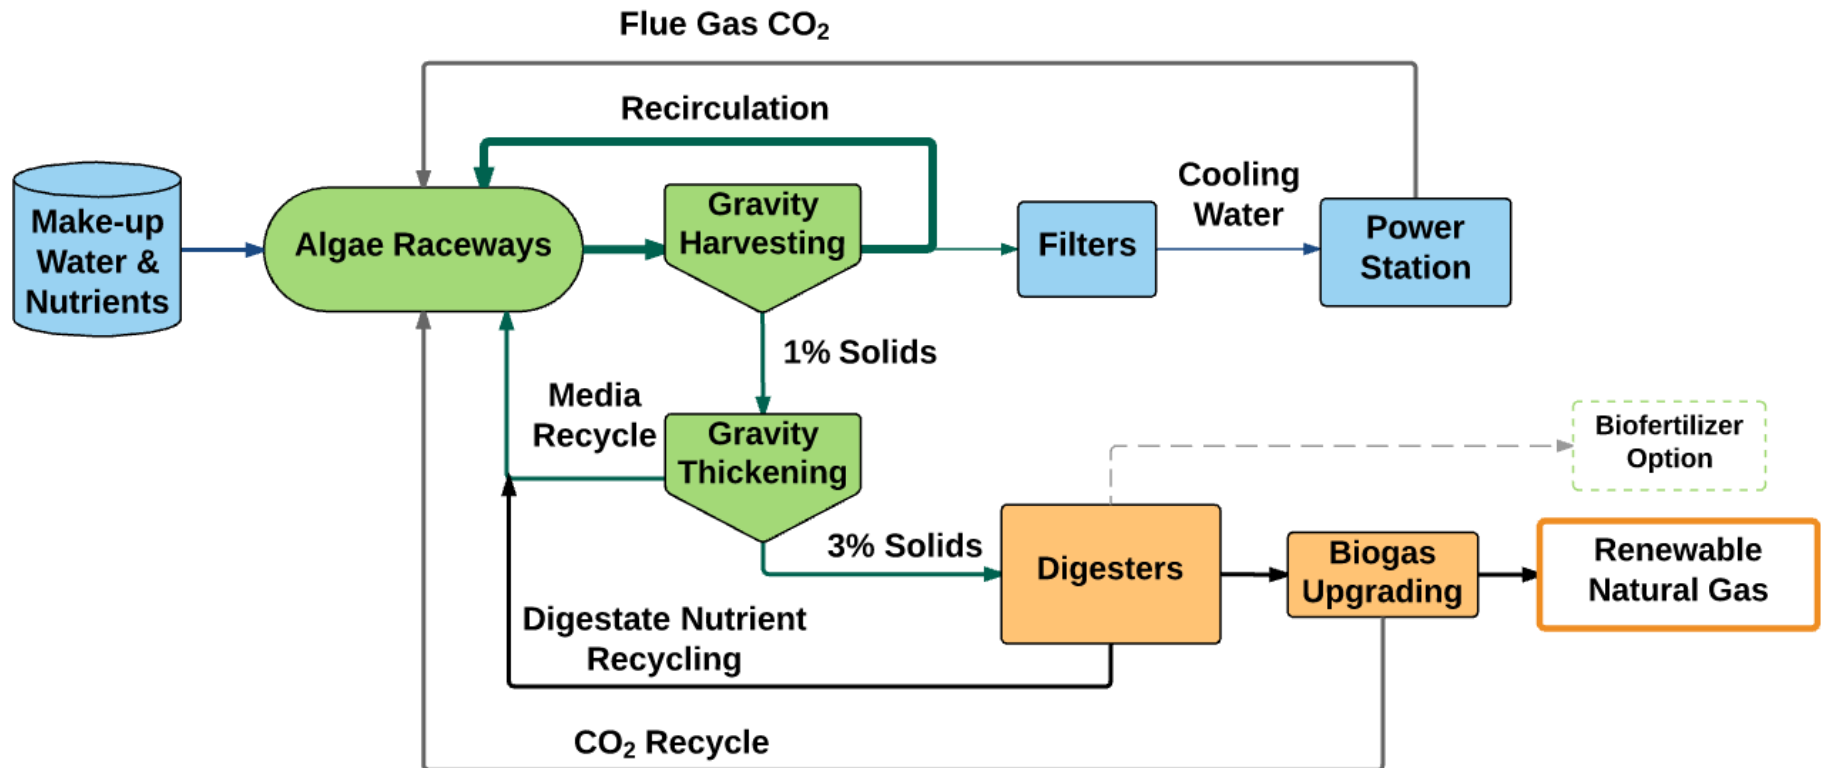 Flue Gas CO₂
Recirculation
Make-up
Water &
Nutrients
Algae Raceways
Gravity
Harvesting
Filters
Cooling
Water
Power
Station
1% Solids
Media
Recycle
Gravity
Thickening
Biofertilizer
Option
3% Solids
Digesters
Biogas
Upgrading
Renewable
Natural Gas
Digestate Nutrient
Recycling
CO₂ Recycle